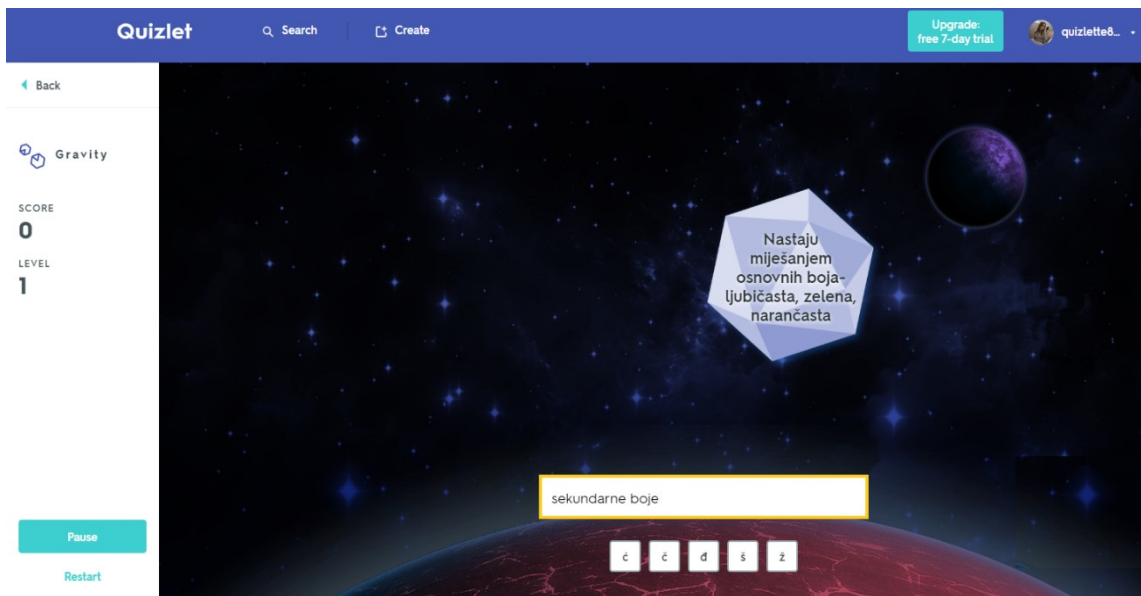 Quizlet
Search
Create
Upgrade:
free 7-day trial
quizlette8...
Back
Gravity
SCORE
0
LEVEL
1
Nastaju
miješanjem
osnovnih boja-
ljubičasta, zelena,
narančasta
sekundarne boje
ć č đ š ž
Pause
Restart